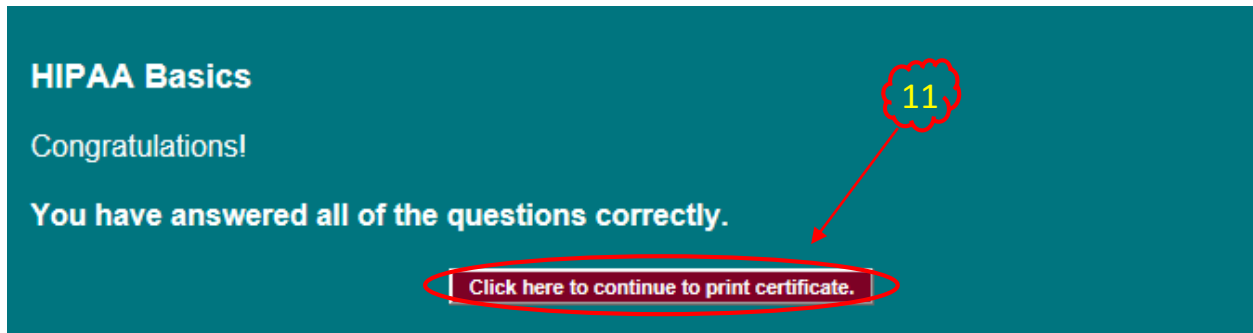 HIPAA Basics
11
Congratulations!
You have answered all of the questions correctly.
Click here to continue to print certificate.